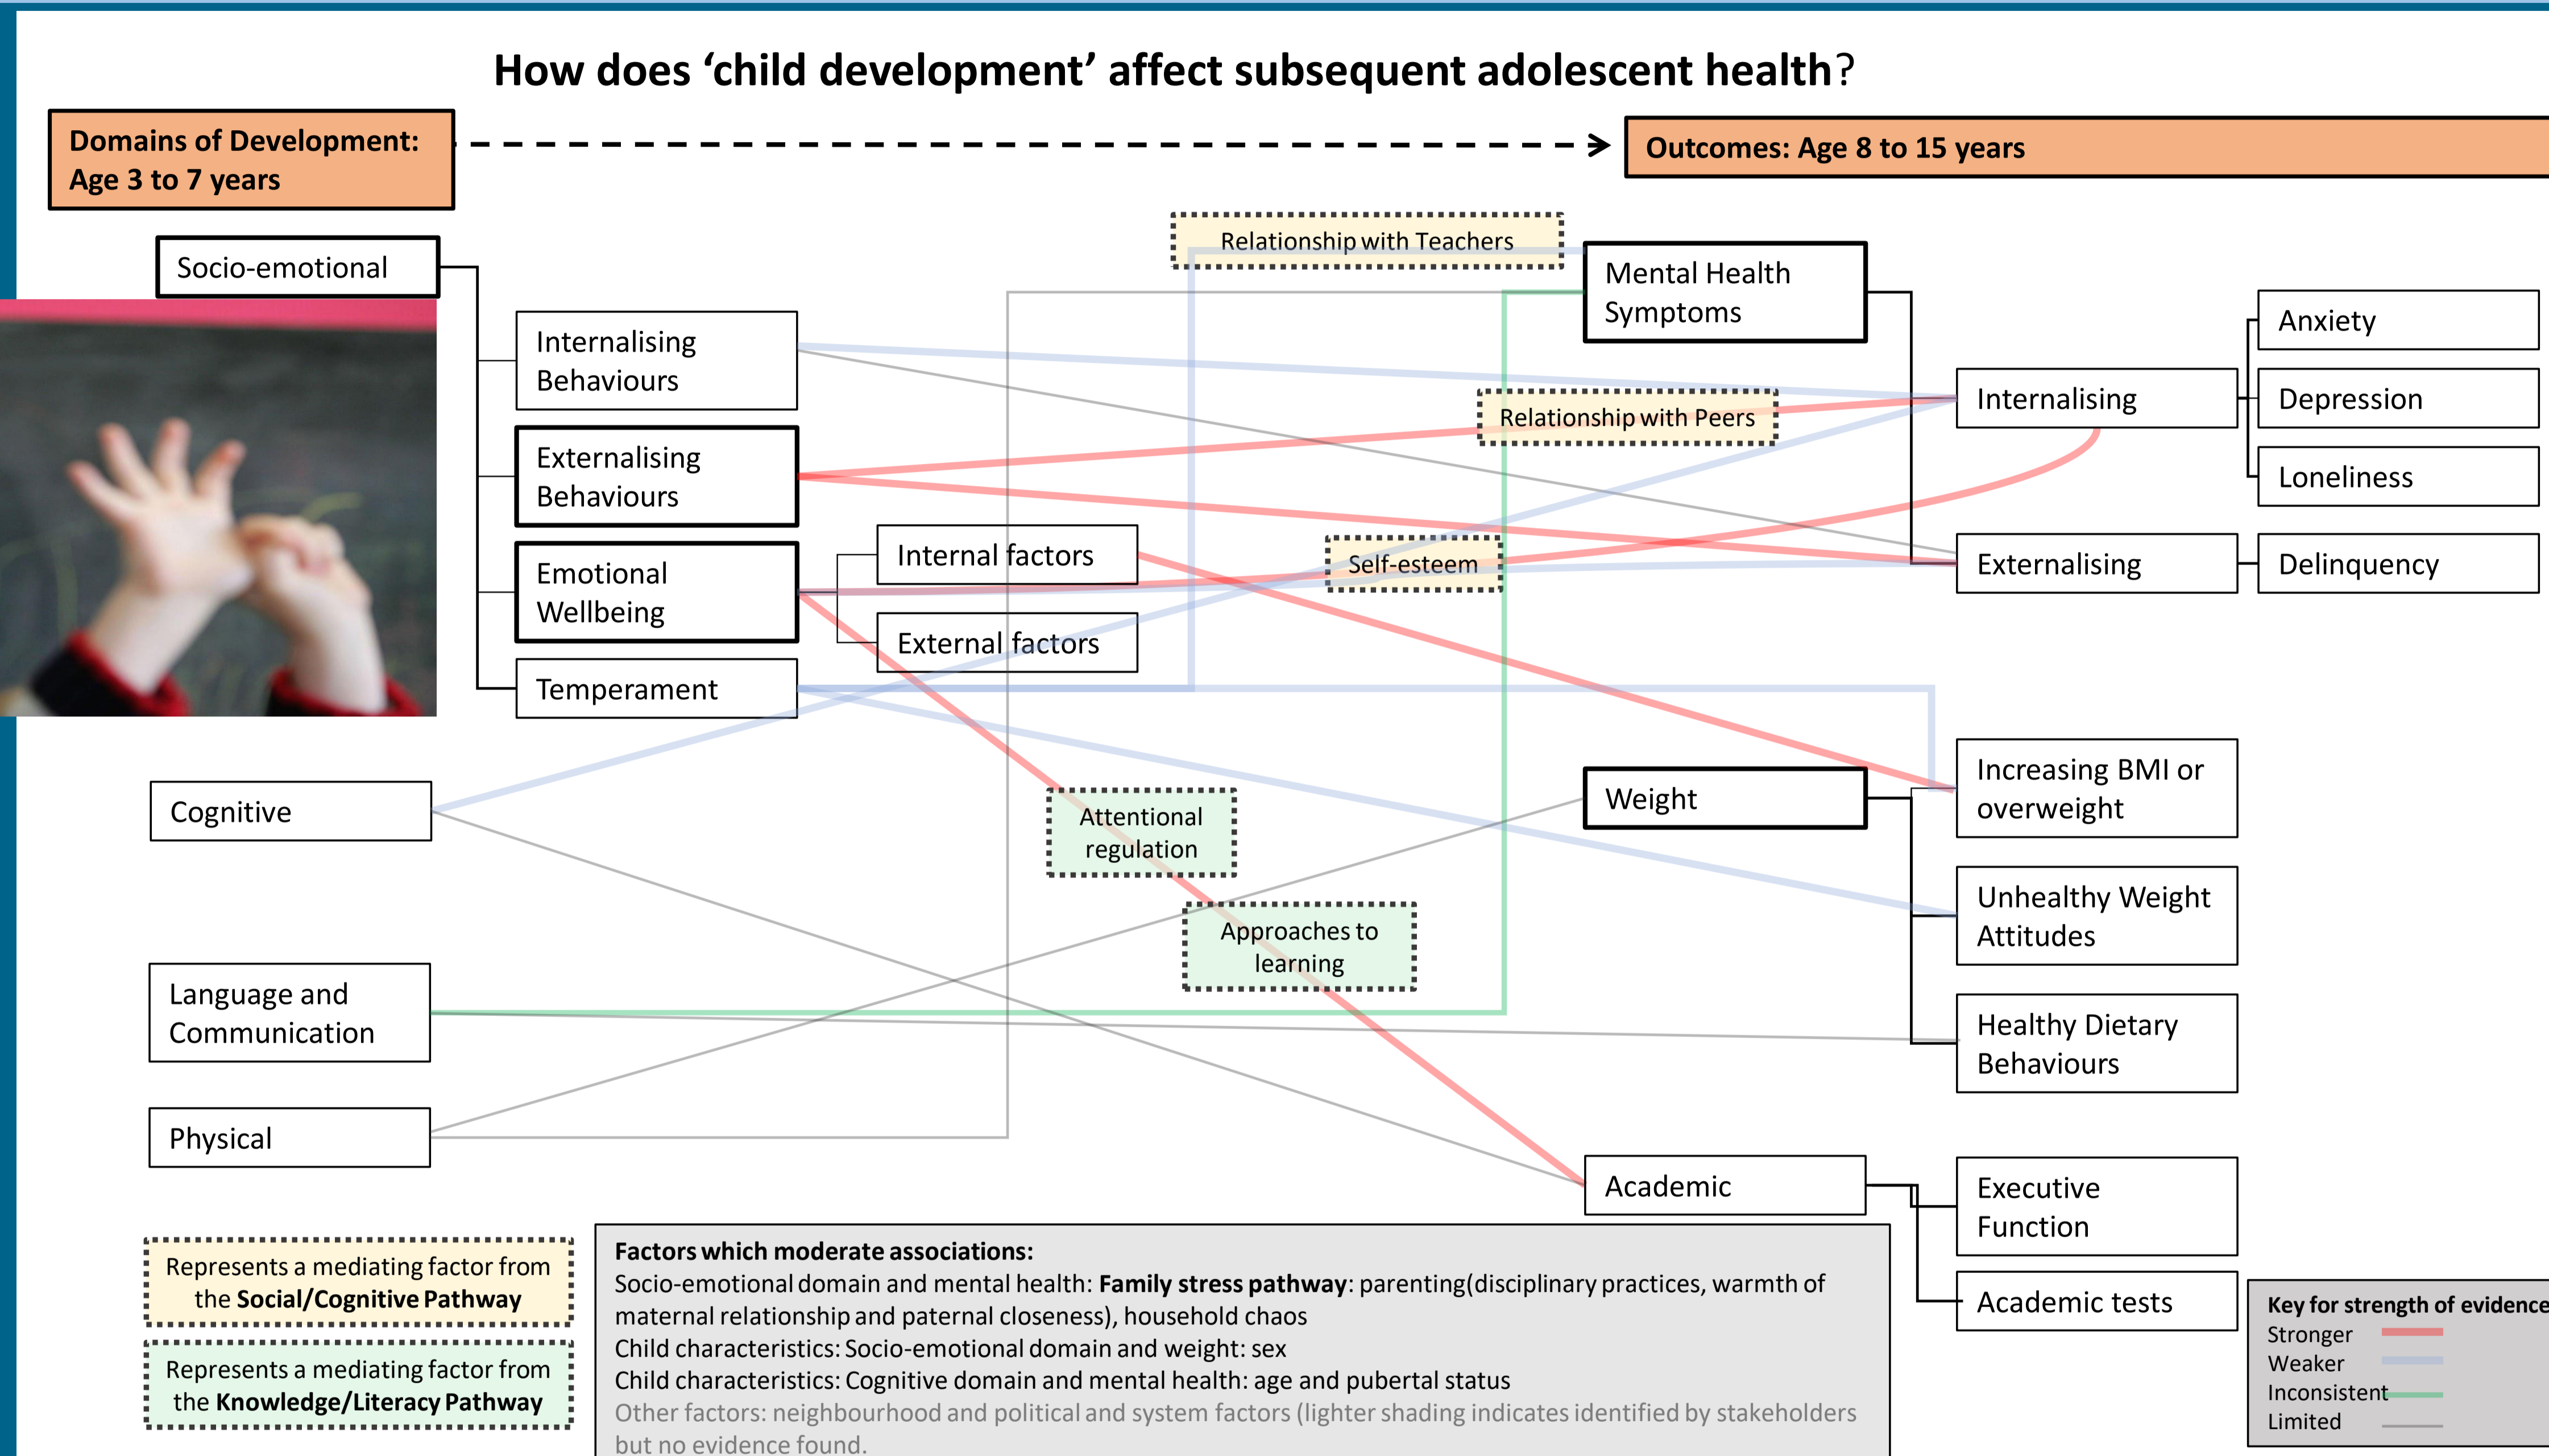 How does ‘child development’ affect subsequent adolescent health?
Domains of Development:
Age 3 to 7 years
Outcomes: Age 8 to 15 years
Socio-emotional
Relationship with Teachers
Mental Health
Symptoms
Internalising
Behaviours
Anxiety
Relationship with Peers
Internalising
Depression
Externalising
Behaviours
Loneliness
Emotional
Wellbeing
Internal factors
Self-esteem
Externalising
Delinquency
External factors
Temperament
Cognitive
Attentional
regulation
Weight
Increasing BMI or
overweight
Unhealthy Weight
Attitudes
Approaches to
learning
Language and
Communication
Healthy Dietary
Behaviours
Physical
Academic
Executive
Function
Academic tests
Represents a mediating factor from
the Social/Cognitive Pathway
Represents a mediating factor from
the Knowledge/Literacy Pathway
Factors which moderate associations:
Socio-emotional domain and mental health: Family stress pathway: parenting(disciplinary practices, warmth of
maternal relationship and paternal closeness), household chaos
Child characteristics: Socio-emotional domain and weight: sex
Child characteristics: Cognitive domain and mental health: age and pubertal status
Other factors: neighbourhood and political and system factors (lighter shading indicates identified by stakeholders
but no evidence found.
Key for strength of evidence
Stronger
Weaker
Inconsistent
Limited